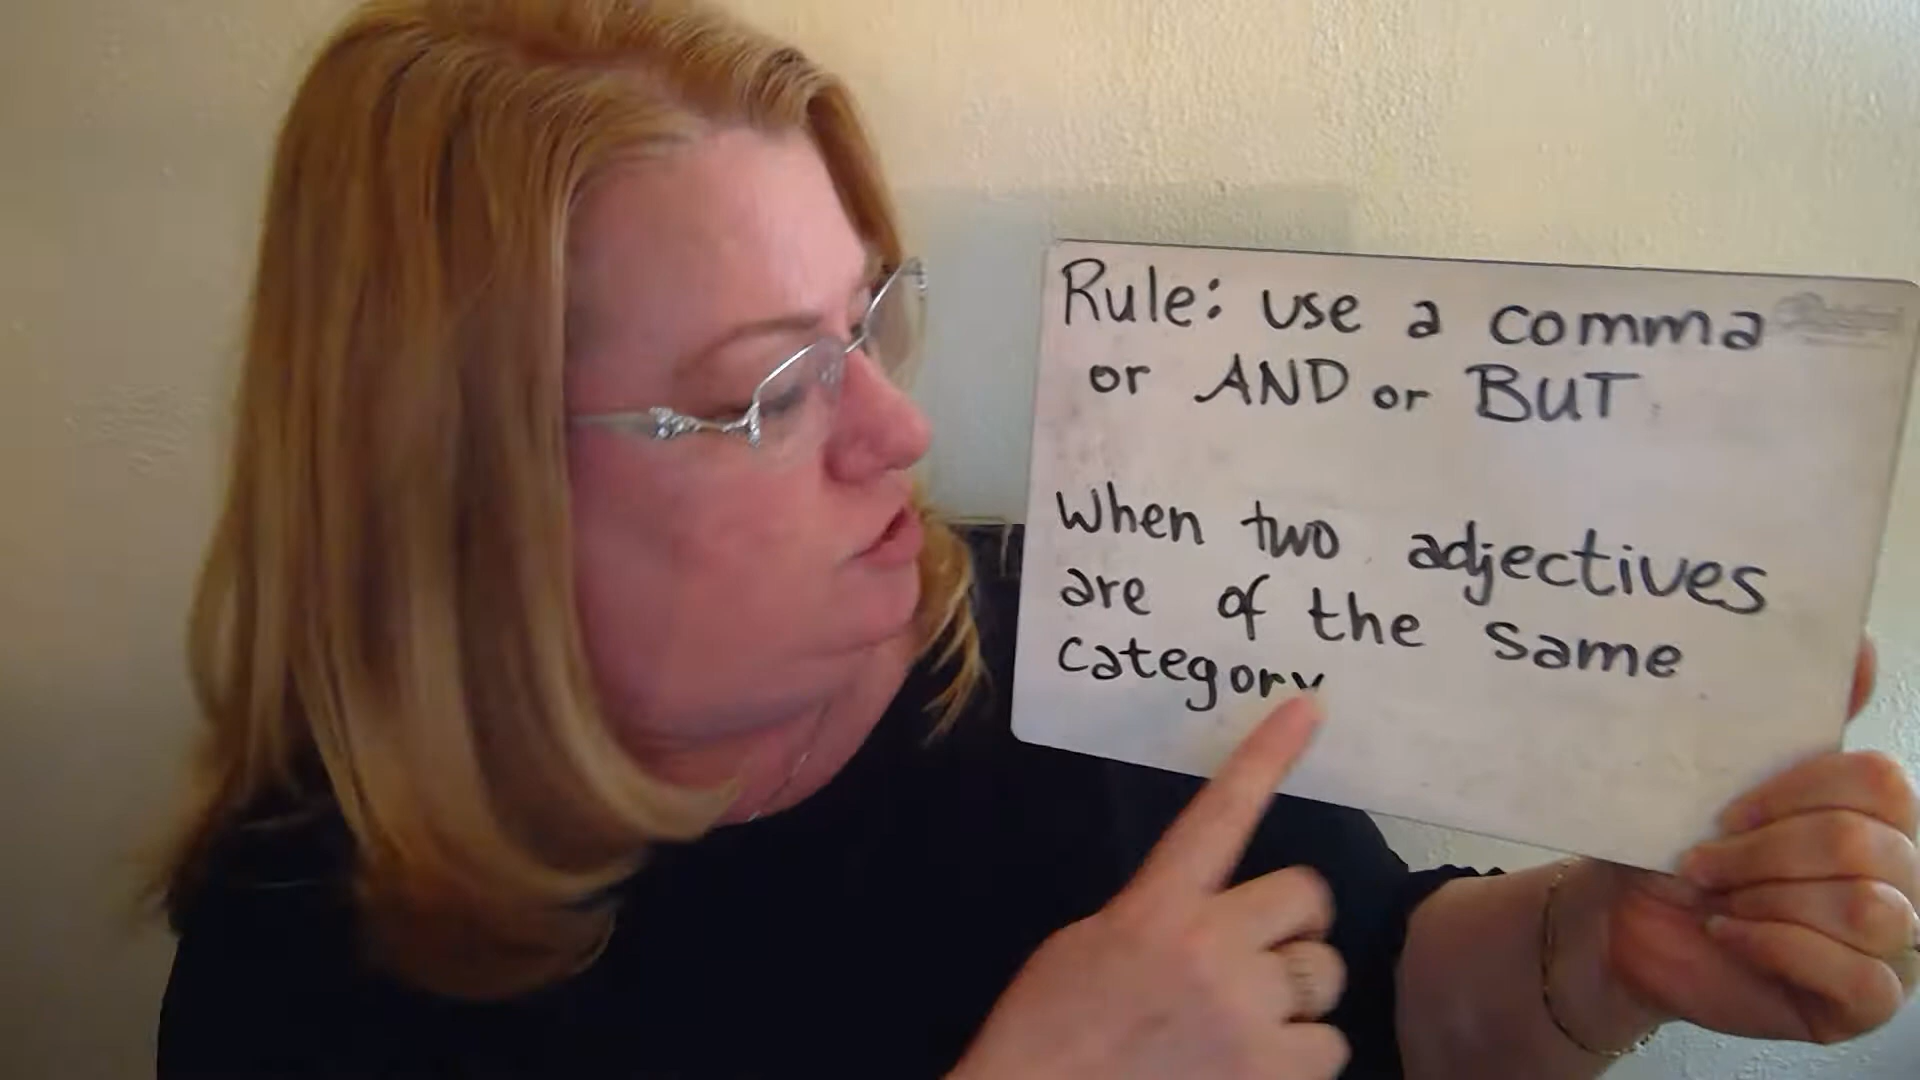 Rule: use a comma
or AND or BUT
When two adjectives
are of the same
category